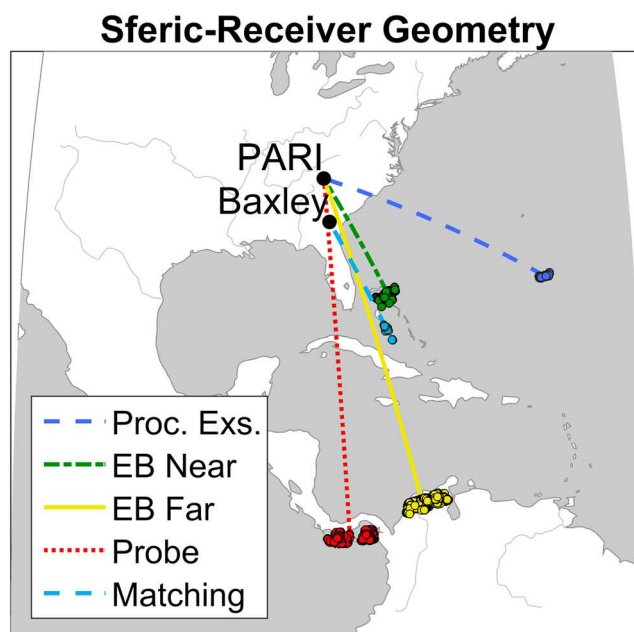 Sferic-Receiver Geometry
PARI
Baxley
Proc. Exs.
EB Near
EB Far
Probe
Matching